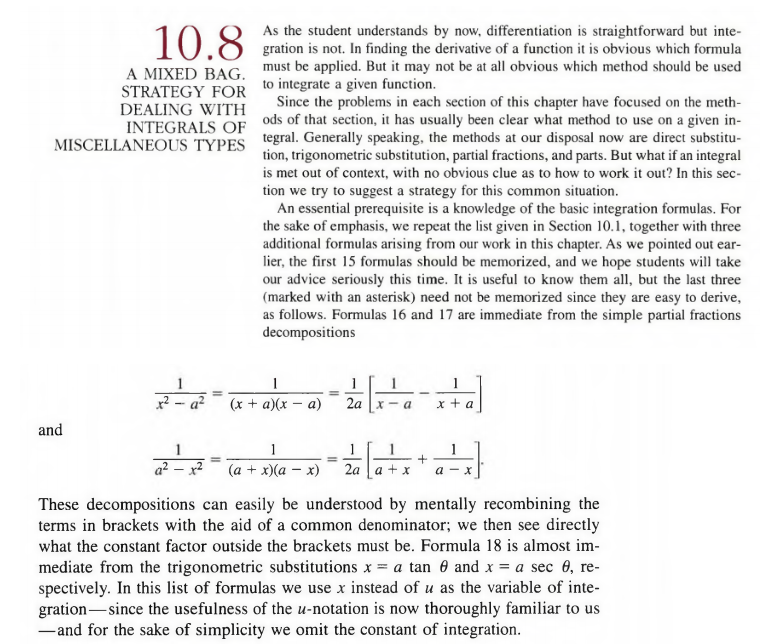 10.8
A MIXED BAG.
STRATEGY FOR
DEALING WITH
INTEGRALS OF
MISCELLANEOUS TYPES
As the student understands by now, differentiation is straightforward but inte-
gration is not. In finding the derivative of a function it is obvious which formula
must be applied. But it may not be at all obvious which method should be used
to integrate a given function.
Since the problems in each section of this chapter have focused on the meth-
ods of that section, it has usually been clear what method to use on a given in-
tegral. Generally speaking, the methods at our disposal now are direct substitu-
tion, trigonometric substitution, partial fractions, and parts. But what if an integral
is met out of context, with no obvious clue as to how to work it out? In this sec-
tion we try to suggest a strategy for this common situation.
An essential prerequisite is a knowledge of the basic integration formulas. For
the sake of emphasis, we repeat the list given in Section 10.1, together with three
additional formulas arising from our work in this chapter. As we pointed out ear-
lier, the first 15 formulas should be memorized, and we hope students will take
our advice seriously this time. It is useful to know them all, but the last three
(marked with an asterisk) need not be memorized since they are easy to derive,
as follows. Formulas 16 and 17 are immediate from the simple partial fractions
decompositions
1/(x² − a²) = 1/((x + a)(x − a)) = 1/(2a) [1/(x − a) − 1/(x + a)]
and
1/(a² − x²) = 1/((a + x)(a − x)) = 1/(2a) [1/(a + x) + 1/(a − x)].
These decompositions can easily be understood by mentally recombining the
terms in brackets with the aid of a common denominator; we then see directly
what the constant factor outside the brackets must be. Formula 18 is almost im-
mediate from the trigonometric substitutions x = a tan θ and x = a sec θ, re-
spectively. In this list of formulas we use x instead of u as the variable of inte-
gration—since the usefulness of the u-notation is now thoroughly familiar to us
—and for the sake of simplicity we omit the constant of integration.